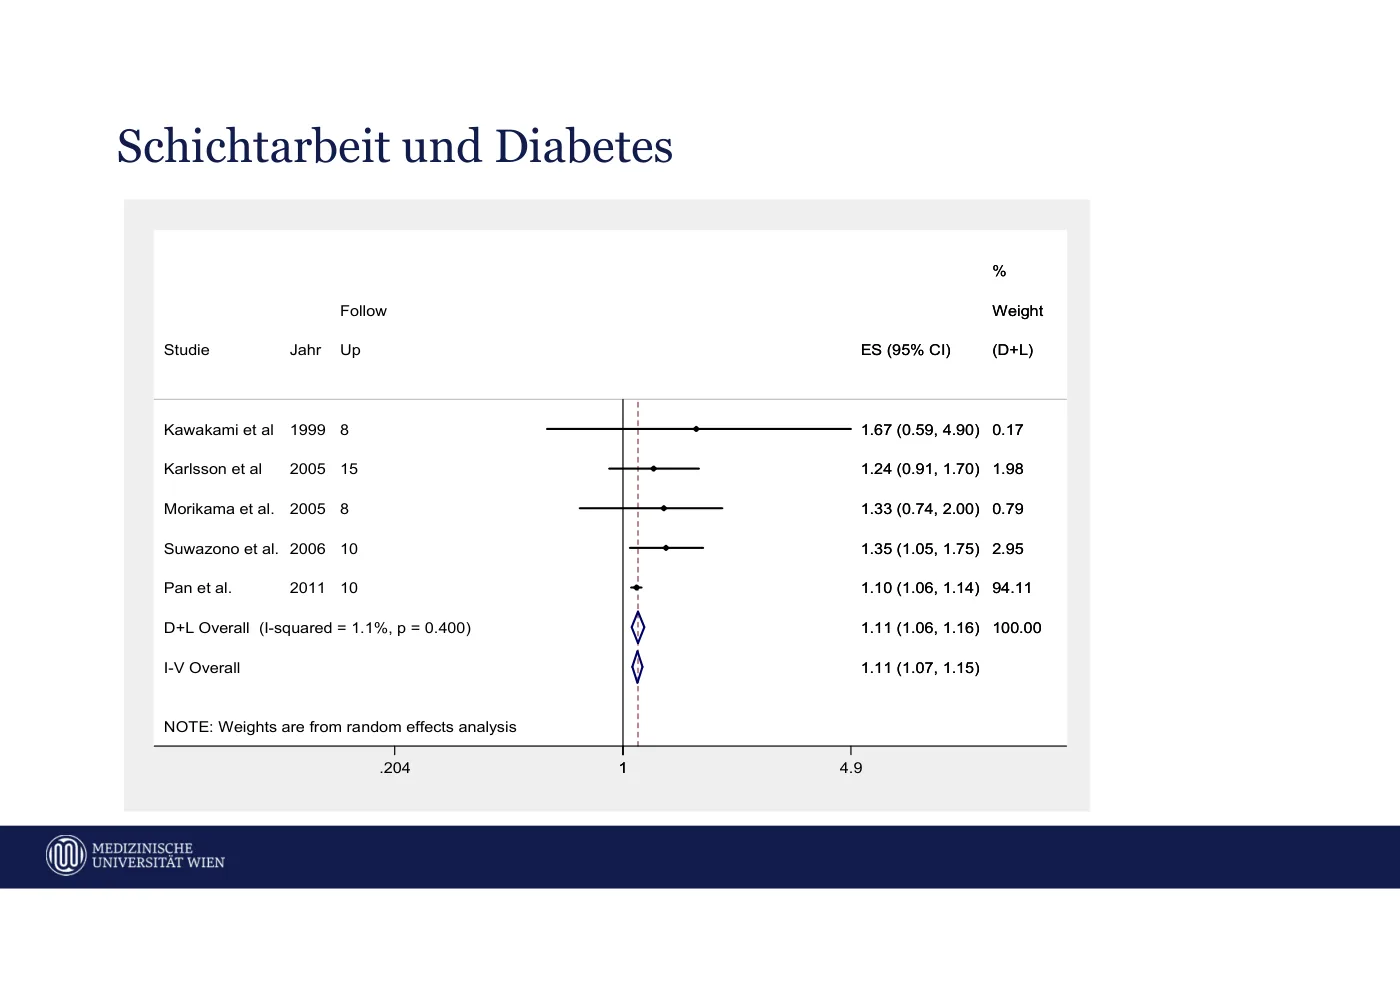 Schichtarbeit und Diabetes
%
Follow Weight
Studie Jahr Up ES (95% CI) (D+L)
Kawakami et al 1999 8 1.67 (0.59, 4.90) 0.17
Karlsson et al 2005 15 1.24 (0.91, 1.70) 1.98
Morikama et al. 2005 8 1.33 (0.74, 2.00) 0.79
Suwazono et al. 2006 10 1.35 (1.05, 1.75) 2.95
Pan et al. 2011 10 1.10 (1.06, 1.14) 94.11
D+L Overall (I-squared = 1.1%, p = 0.400) 1.11 (1.06, 1.16) 100.00
I-V Overall 1.11 (1.07, 1.15)
NOTE: Weights are from random effects analysis
.204 1 4.9
MEDIZINISCHE
UNIVERSITÄT WIEN